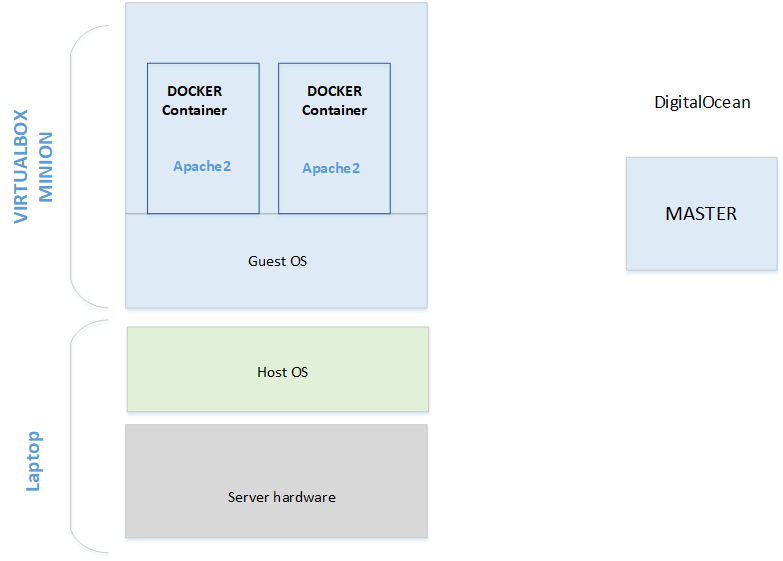 DOCKER
Container
Apache2
DOCKER
Container
Apache2
Guest OS
VIRTUALBOX
MINION
Host OS
Server hardware
Laptop
DigitalOcean
MASTER